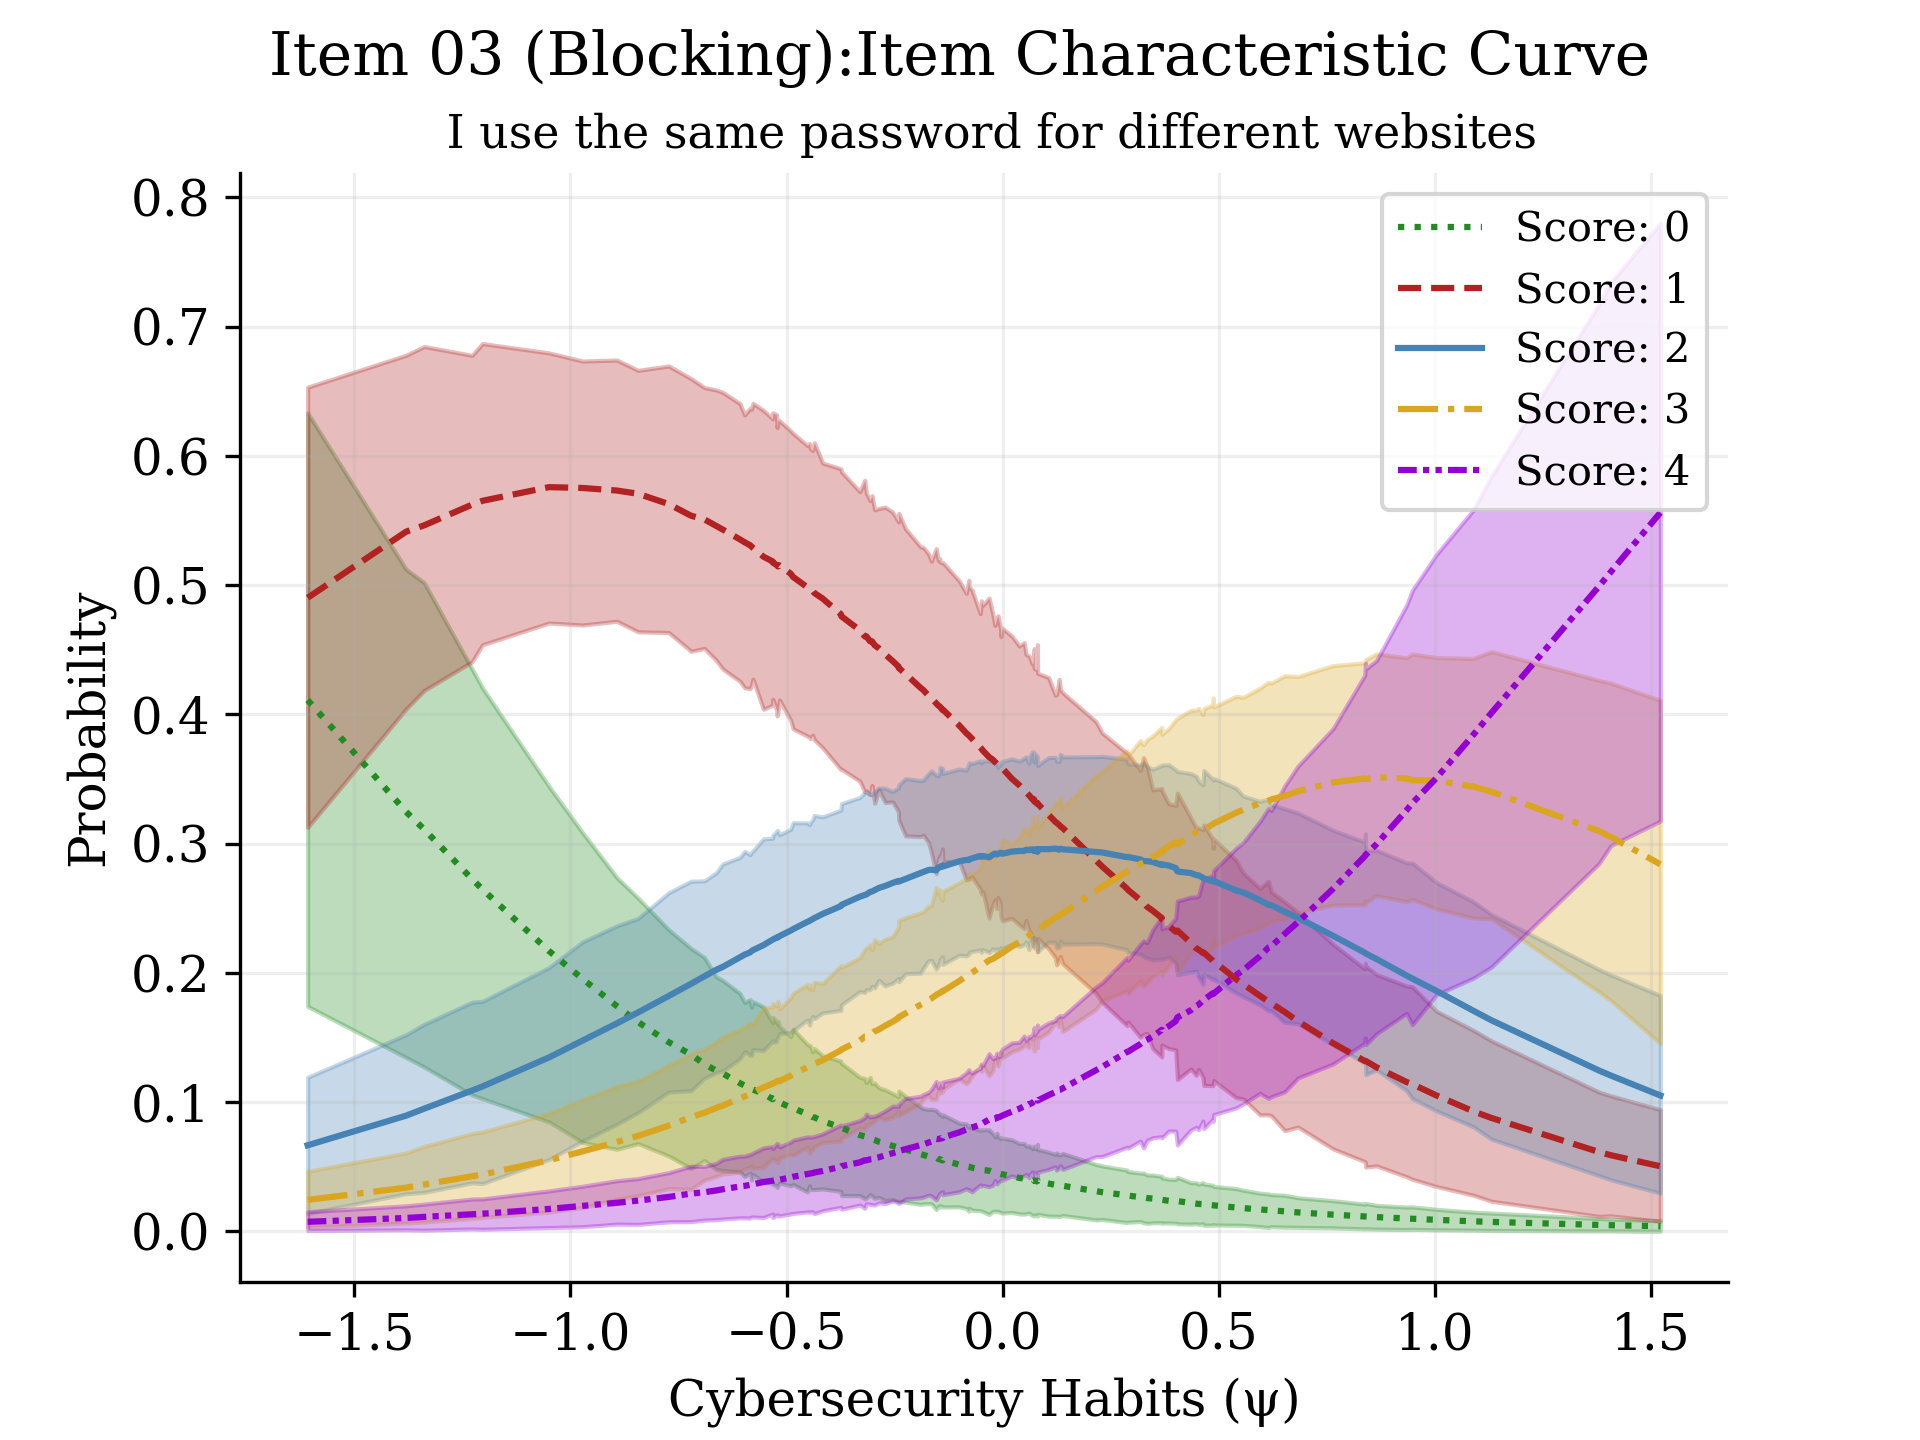 Item 03 (Blocking):Item Characteristic Curve
I use the same password for different websites
Score: 0
Score: 1
Score: 2
Score: 3
Score: 4
Probability
0.8
0.7
0.6
0.5
0.4
0.3
0.2
0.1
0.0
−1.5
−1.0
−0.5
0.0
0.5
1.0
1.5
Cybersecurity Habits (ψ)